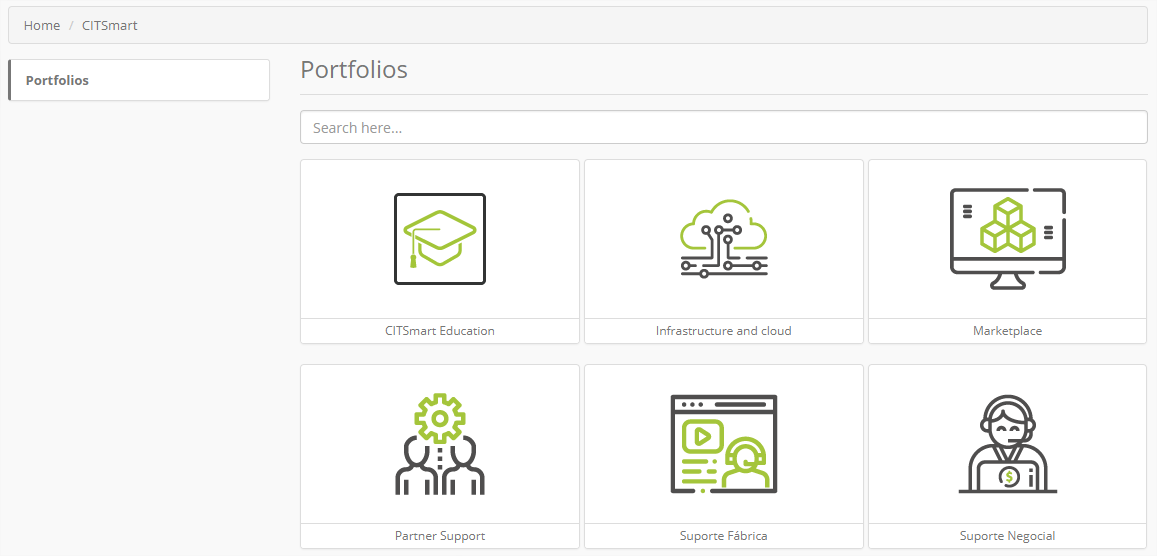 Home / CITSmart
Portfolios
Portfolios
Search here...
CITSmart Education
Infrastructure and cloud
Marketplace
$
Partner Support
Suporte Fábrica
Suporte Negocial